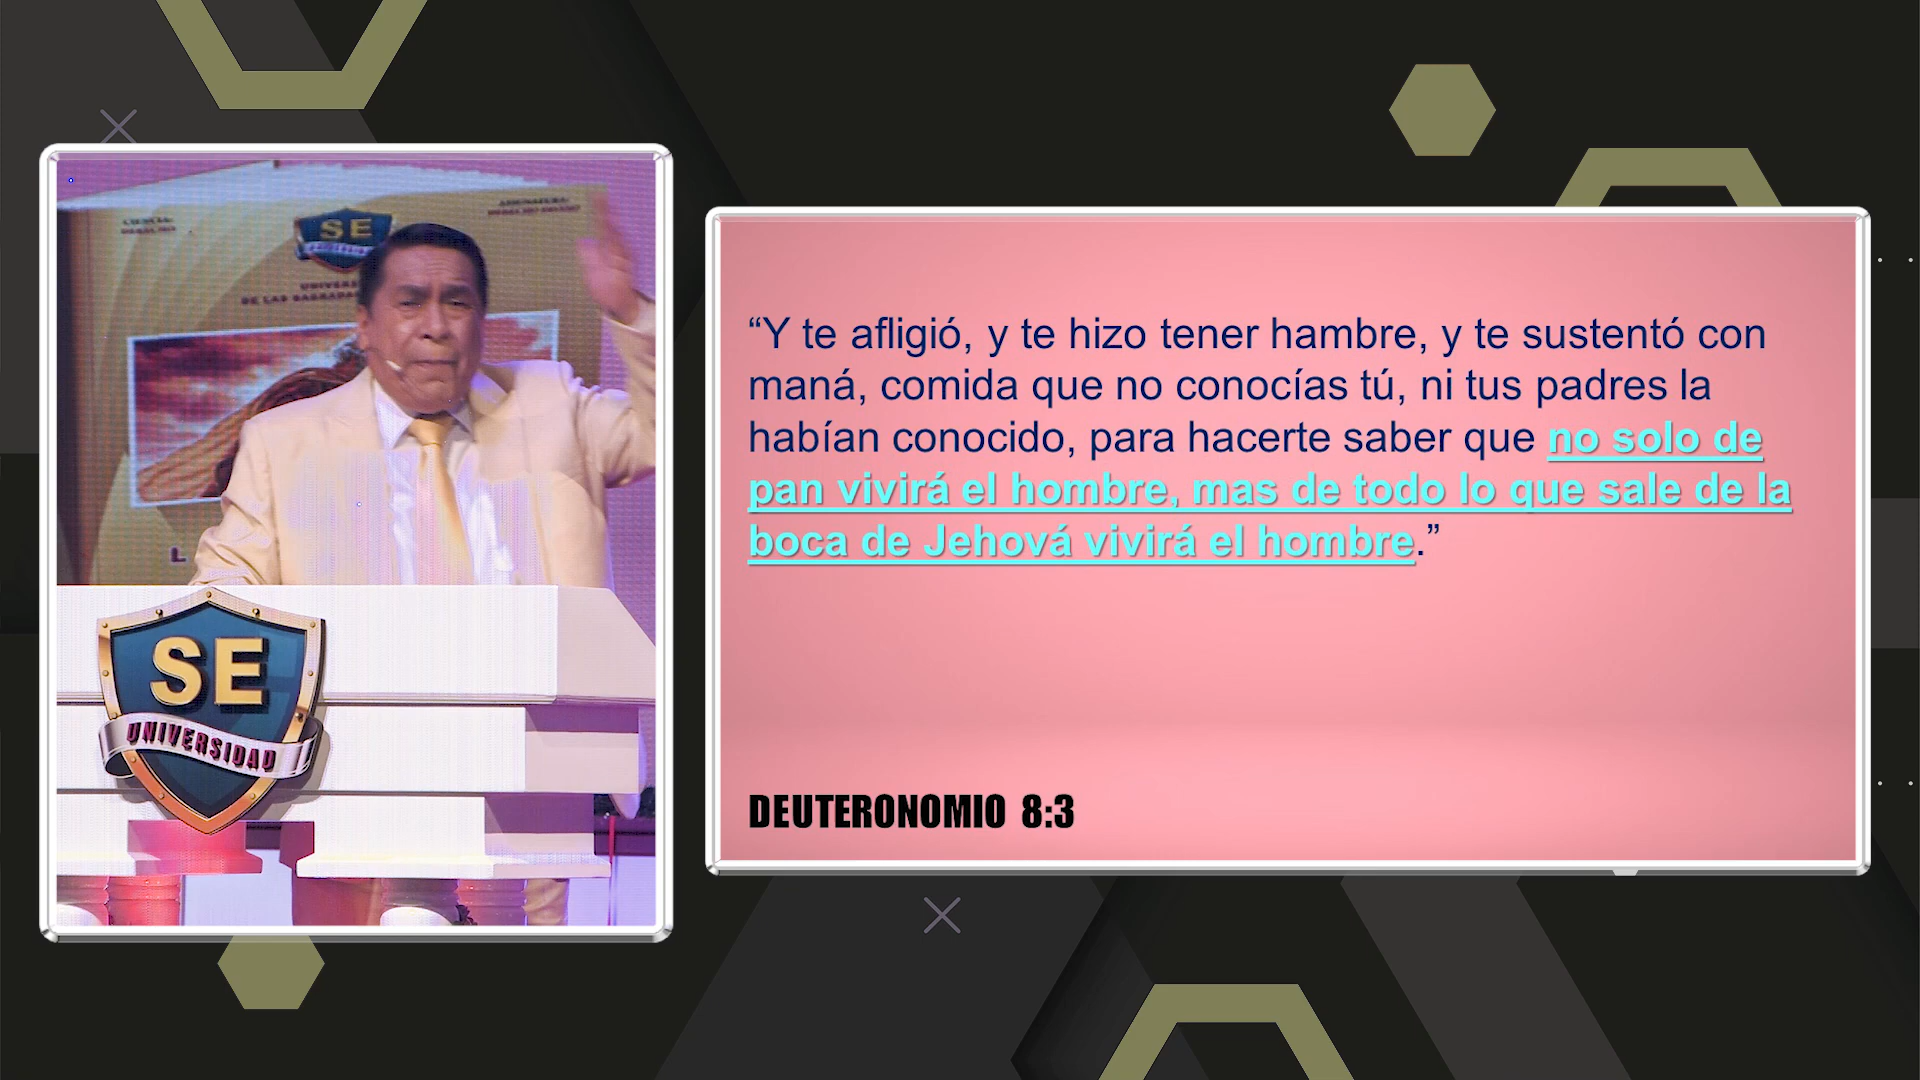 SE
SE
UNIVERSIDAD
“Y te afligió, y te hizo tener hambre, y te sustentó con
maná, comida que no conocías tú, ni tus padres la
habían conocido, para hacerte saber que no solo de
pan vivirá el hombre, mas de todo lo que sale de la
boca de Jehová vivirá el hombre.”
DEUTERONOMIO 8:3